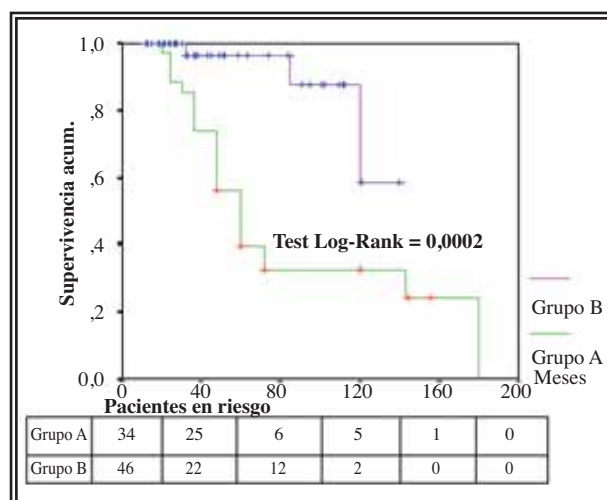 1,0
,8
,6
,4
,2
0,0
Supervivencia acum.
Test Log-Rank = 0,0002
Grupo B
Grupo A
Meses
0 40 80 120 160 200
Pacientes en riesgo
Grupo A 34 25 6 5 1 0
Grupo B 46 22 12 2 0 0